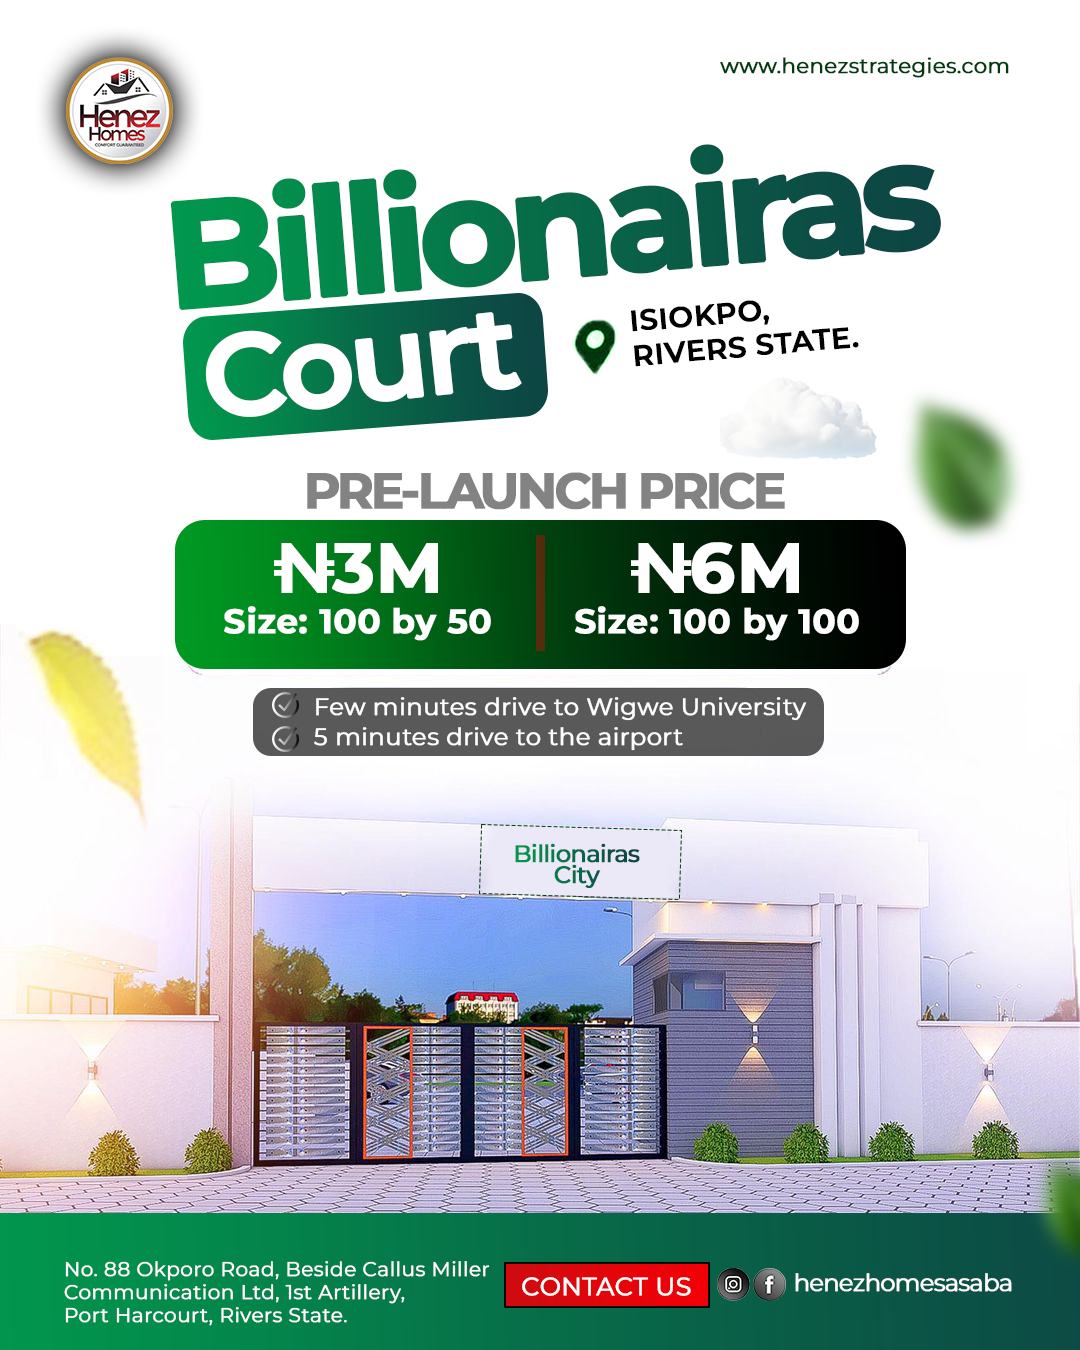 Henez
Homes
COMFORT GUARANTEED
www.henezstrategies.com
Billionairas
Court
ISIOKPO,
RIVERS STATE.
PRE-LAUNCH PRICE
₦3M
Size: 100 by 50
₦6M
Size: 100 by 100
Few minutes drive to Wigwe University
5 minutes drive to the airport
Billionairas
City
No. 88 Okporo Road, Beside Callus Miller
Communication Ltd, 1st Artillery,
Port Harcourt, Rivers State.
CONTACT US
henezhomesasaba